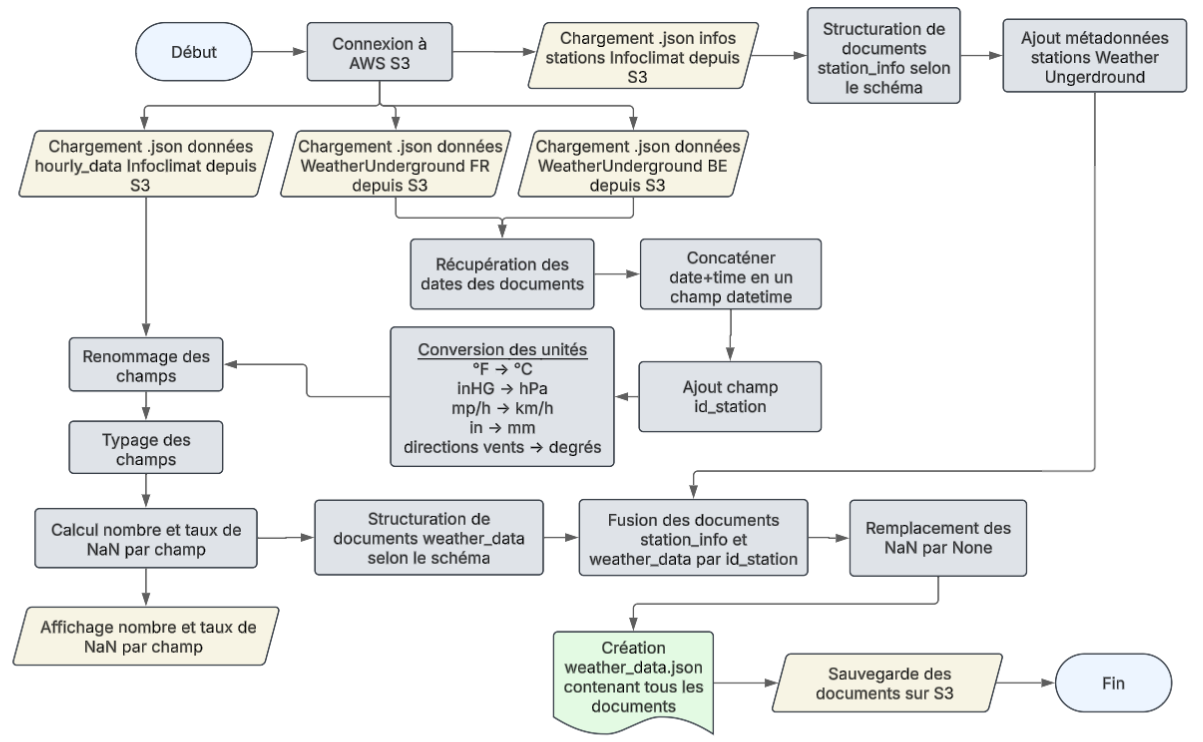 Début
Connexion à
AWS S3
Chargement .json infos
stations Infoclimat depuis
S3
Structuration de
documents
station_info selon
le schéma
Ajout métadonnées
stations Weather
Ungerdround
Chargement .json données
hourly_data Infoclimat depuis
S3
Chargement .json données
WeatherUnderground FR
depuis S3
Chargement .json données
WeatherUnderground BE
depuis S3
Récupération des
dates des documents
Concaténer
date+time en un
champ datetime
Renommage des
champs
Conversion des unités
°F → °C
inHG → hPa
mp/h → km/h
in → mm
directions vents → degrés
Ajout champ
id_station
Typage des
champs
Calcul nombre et taux de
NaN par champ
Structuration de
documents weather_data
selon le schéma
Fusion des documents
station_info et
weather_data par id_station
Remplacement des
NaN par None
Affichage nombre et taux de
NaN par champ
Création
weather_data.json
contenant tous les
documents
Sauvegarde des
documents sur S3
Fin